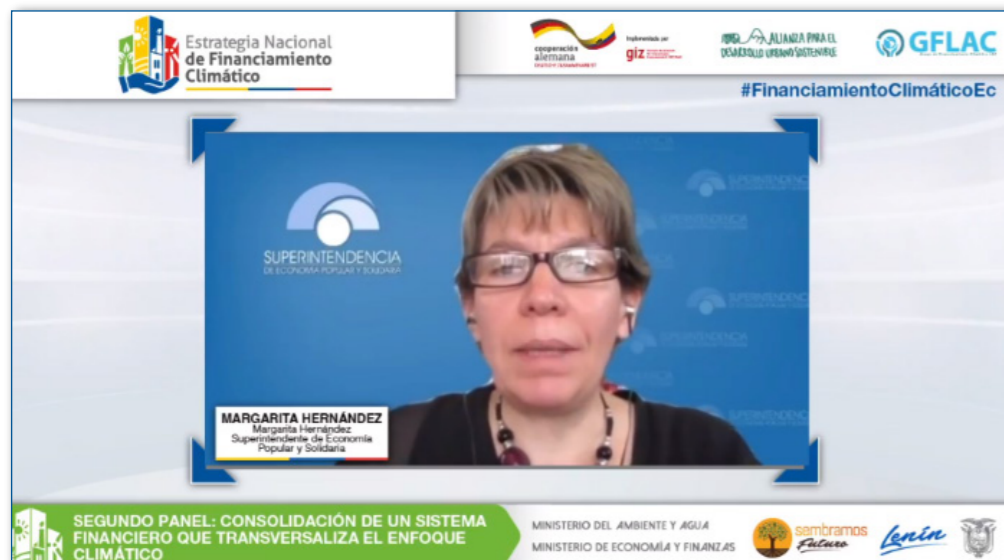 Estrategia Nacional
de Financiamiento
Climático
cooperación
alemana
Implementada por
giz
ALIANZA PARA EL
DESARROLLO URBANO SOSTENIBLE
GFLAC
#FinanciamientoClimáticoEc
SUPERINTENDENCIA
DE ECONOMÍA POPULAR Y SOLIDARIA
MARGARITA HERNÁNDEZ
Margarita Hernández
Superintendente de Economía
Popular y Solidaria
SEGUNDO PANEL: CONSOLIDACIÓN DE UN SISTEMA
FINANCIERO QUE TRANSVERSALIZA EL ENFOQUE
CLIMÁTICO
MINISTERIO DEL AMBIENTE Y AGUA
MINISTERIO DE ECONOMÍA Y FINANZAS
sembramos
Futuro
Lenín